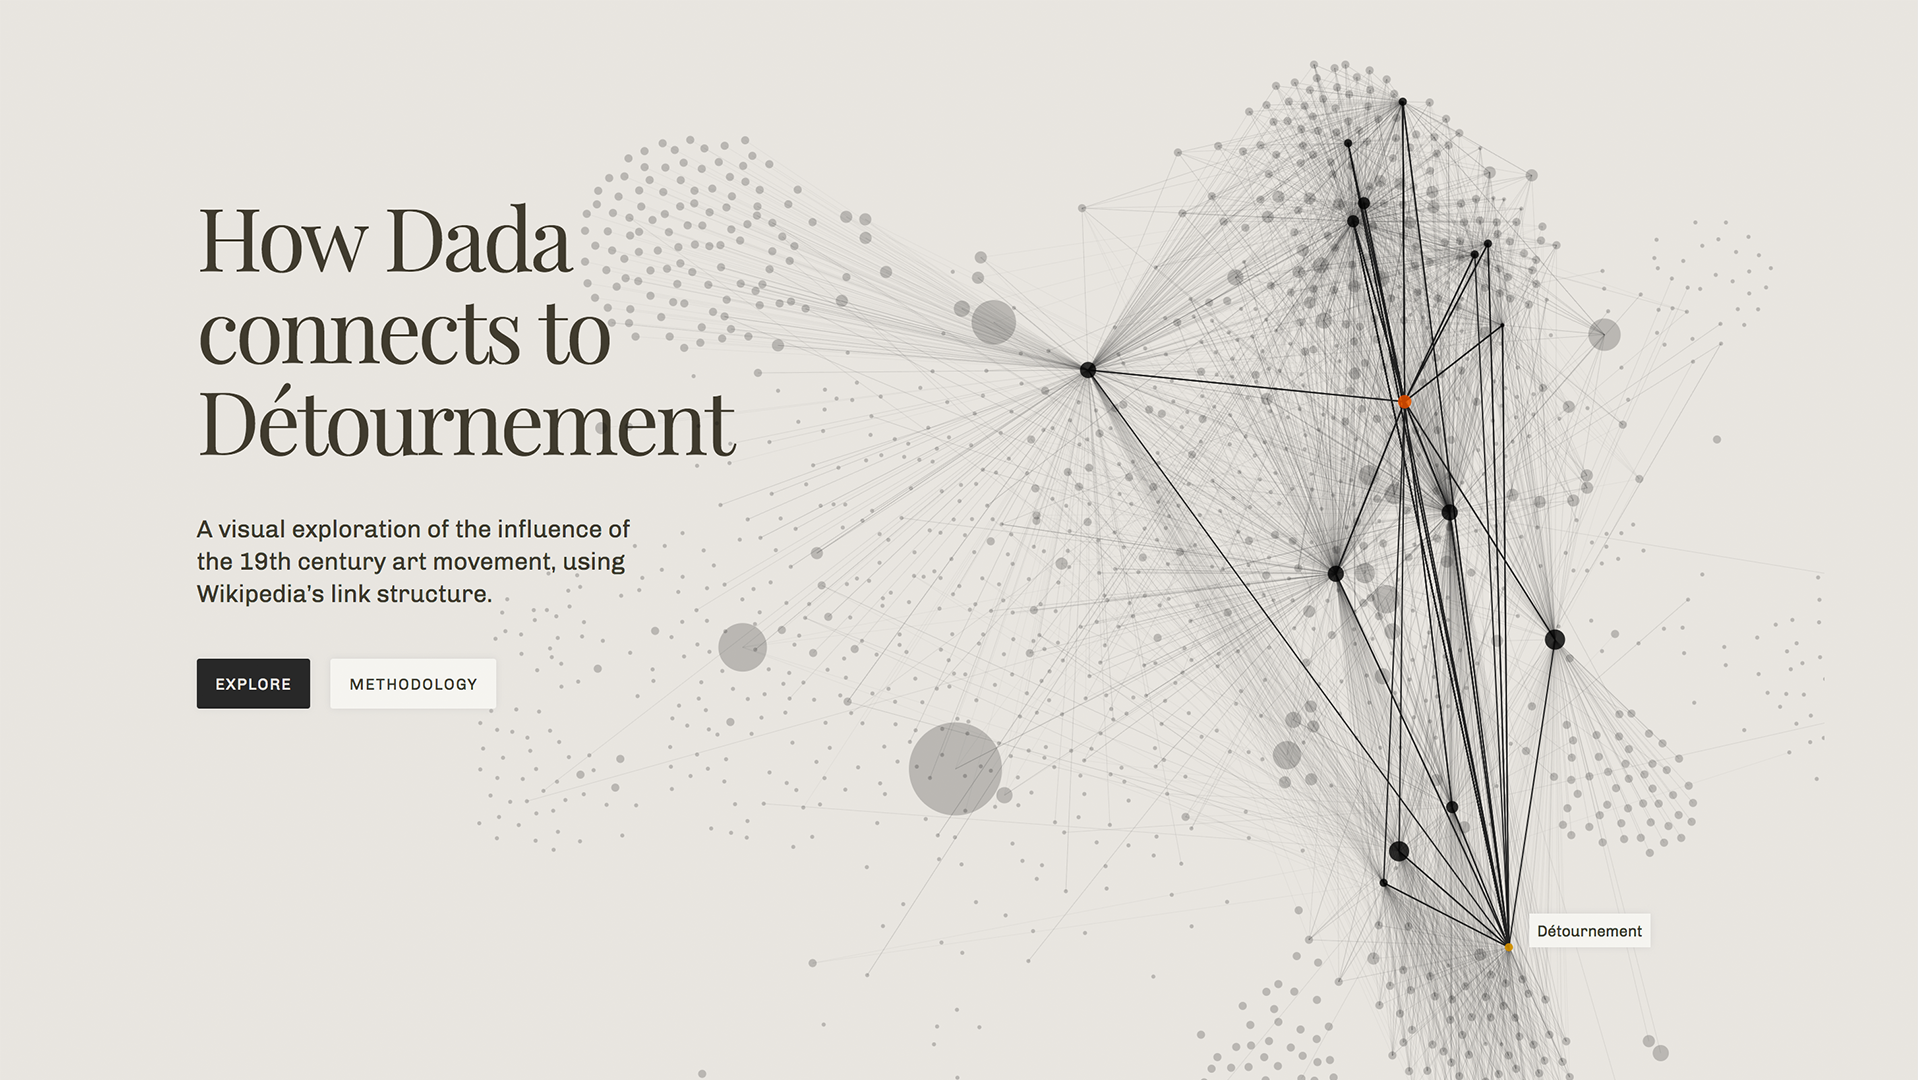 How Dada
connects to
Détournement
A visual exploration of the influence of
the 19th century art movement, using
Wikipedia’s link structure.
EXPLORE
METHODOLOGY
Détournement